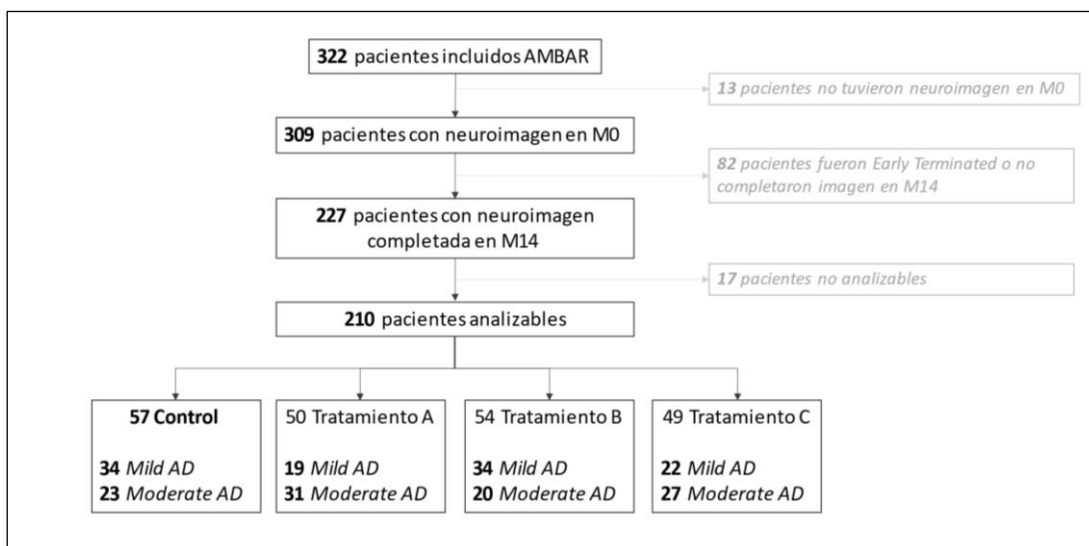 322 pacientes incluidos AMBAR
13 pacientes no tuvieron neuroimagen en M0
309 pacientes con neuroimagen en M0
82 pacientes fueron Early Terminated o no
completaron imagen en M14
227 pacientes con neuroimagen
completada en M14
17 pacientes no analizables
210 pacientes analizables
57 Control
34 Mild AD
23 Moderate AD
50 Tratamiento A
19 Mild AD
31 Moderate AD
54 Tratamiento B
34 Mild AD
20 Moderate AD
49 Tratamiento C
22 Mild AD
27 Moderate AD